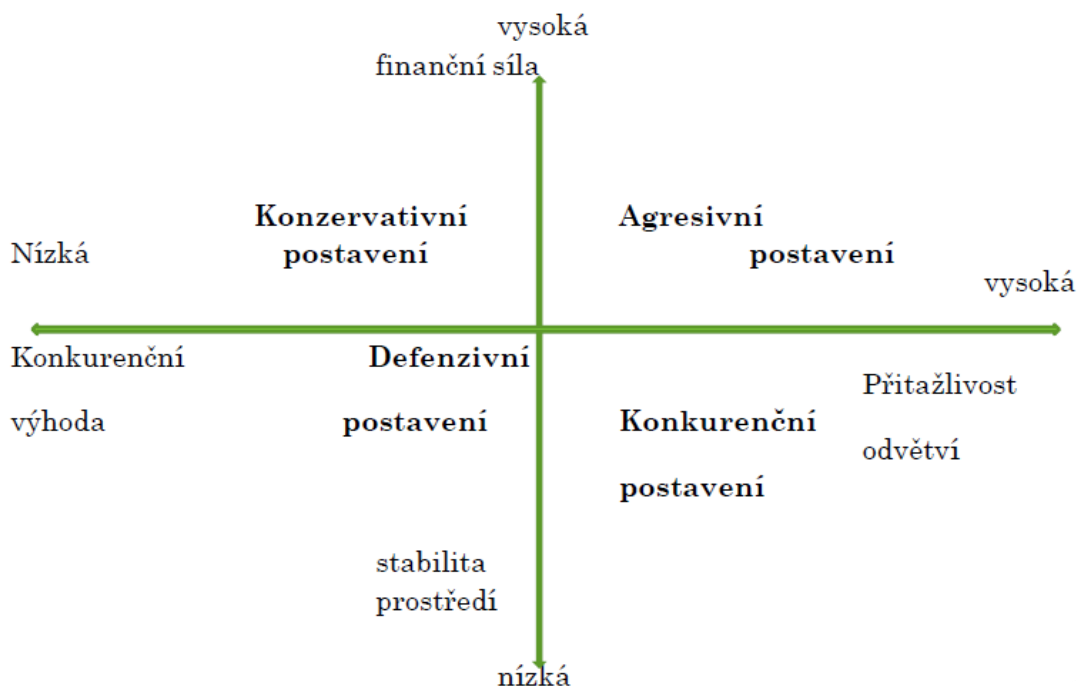 vysoká
finanční síla
Konzervativní
postavení
Agresivní
postavení
Nízká
vysoká
Konkurenční
výhoda
Defenzivní
postavení
Přitažlivost
odvětví
Konkurenční
postavení
stabilita
prostředí
nízká